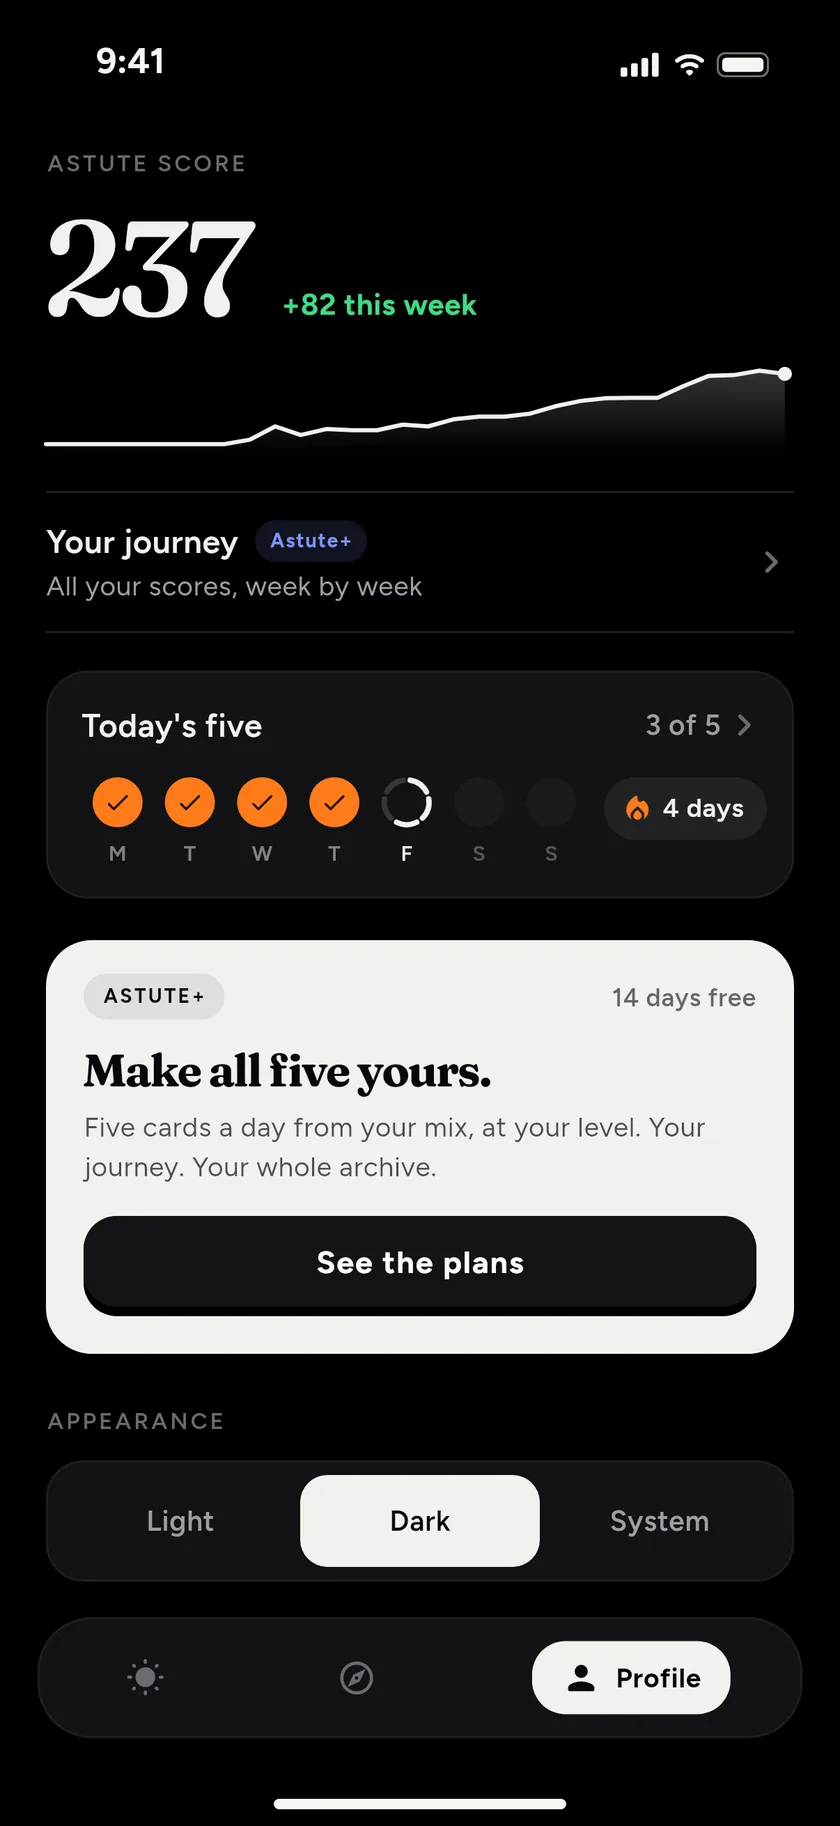 9:41
ASTUTE SCORE
237
+82 this week
Your journey Astute+
All your scores, week by week
Today's five 3 of 5
4 days
M T W T F S S
ASTUTE+ 14 days free
Make all five yours.
Five cards a day from your mix, at your level. Your
journey. Your whole archive.
See the plans
APPEARANCE
Light Dark System
Profile